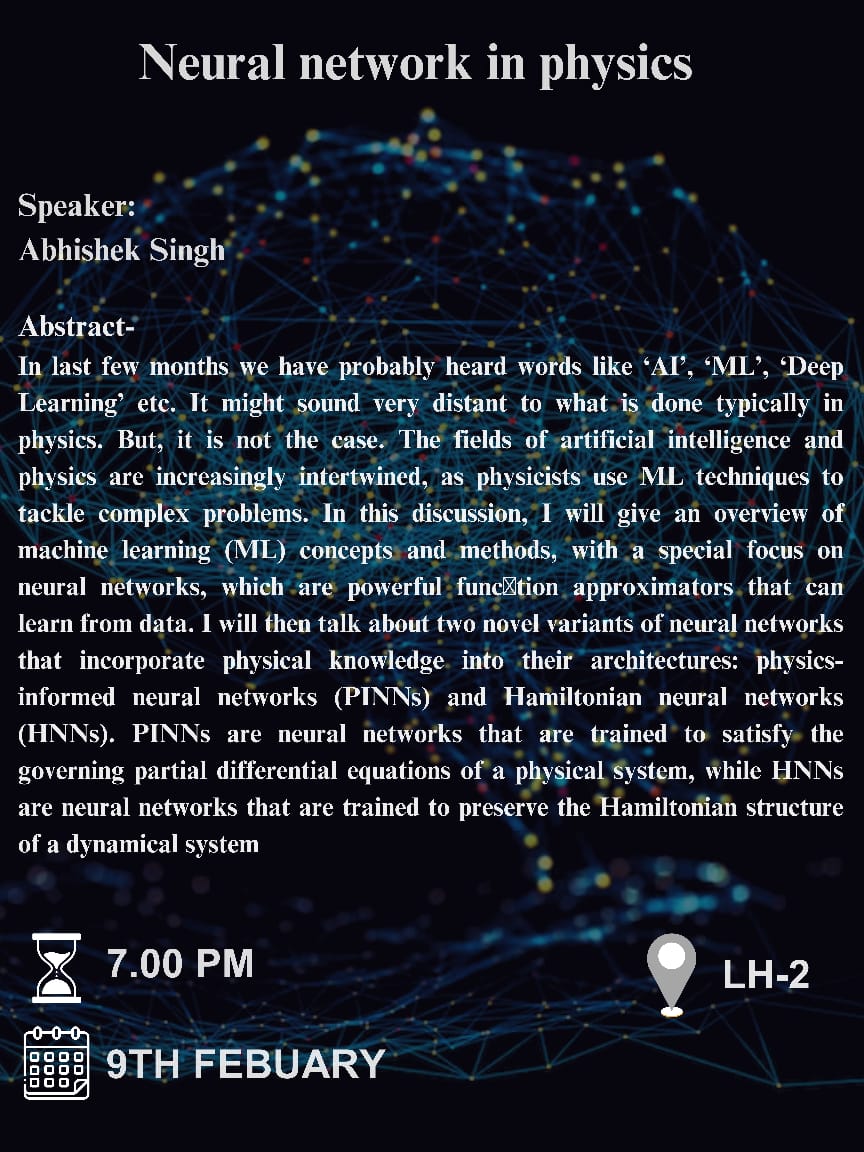 Neural network in physics
Speaker:
Abhishek Singh
Abstract-
In last few months we have probably heard words like ‘AI’, ‘ML’, ‘Deep
Learning’ etc. It might sound very distant to what is done typically in
physics. But, it is not the case. The fields of artificial intelligence and
physics are increasingly intertwined, as physicists use ML techniques to
tackle complex problems. In this discussion, I will give an overview of
machine learning (ML) concepts and methods, with a special focus on
neural networks, which are powerful func▯tion approximators that can
learn from data. I will then talk about two novel variants of neural networks
that incorporate physical knowledge into their architectures: physics-
informed neural networks (PINNs) and Hamiltonian neural networks
(HNNs). PINNs are neural networks that are trained to satisfy the
governing partial differential equations of a physical system, while HNNs
are neural networks that are trained to preserve the Hamiltonian structure
of a dynamical system
7.00 PM
LH-2
9TH FEBUARY